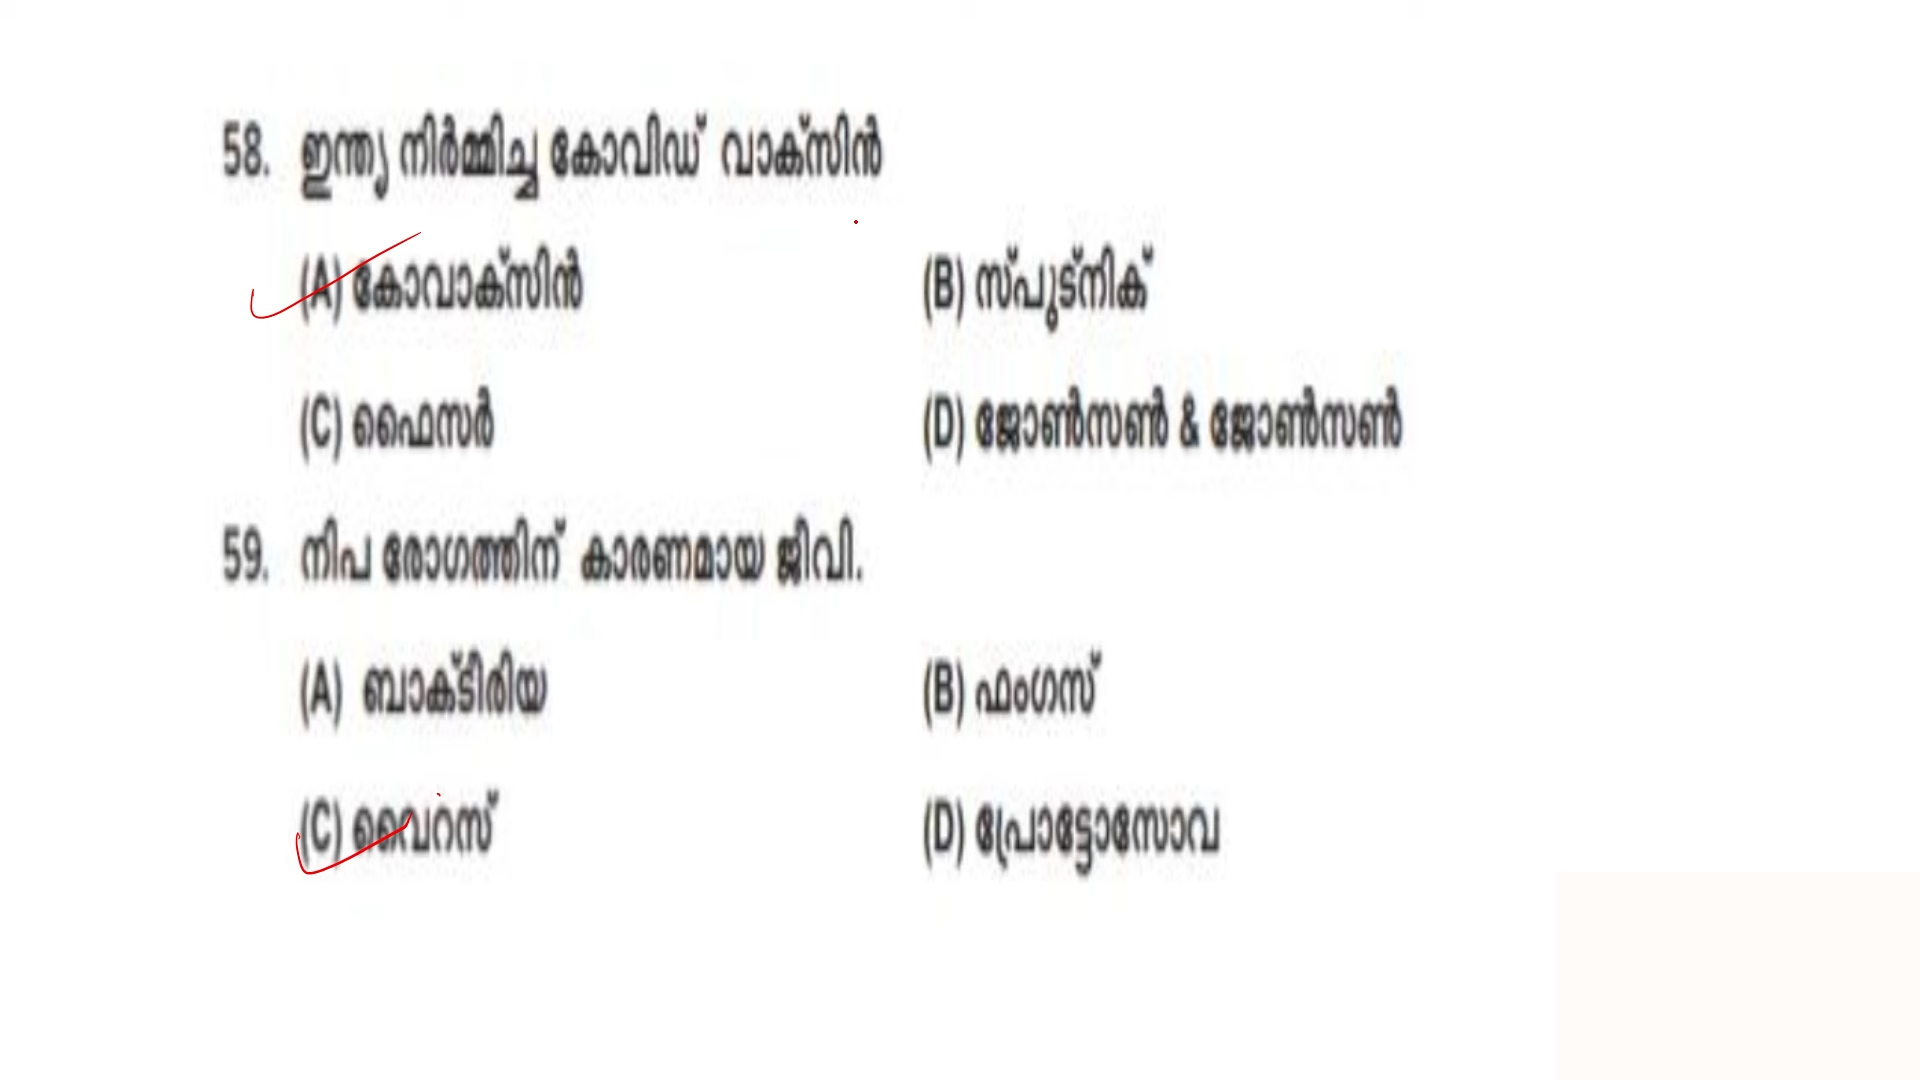 58. ഇന്ത്യ നിർമ്മിച്ച കോവിഡ് വാക്സിൻ
(A) കോവാക്സിൻ (B) സ്പുട്നിക്
(C) ഫൈസർ (D) ജോൺസൺ & ജോൺസൺ
59. നിപ രോഗത്തിന് കാരണമായ ജീവി.
(A) ബാക്ടീരിയ (B) ഫംഗസ്
(C) വൈറസ് (D) പ്രോട്ടോസോവ